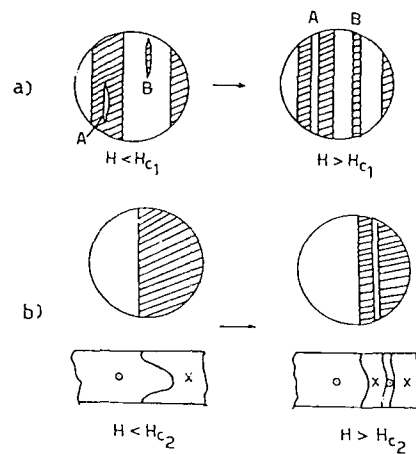 A B
a) B
A
H < Hc₁ H > Hc₁
b)
o x o x o x
H < Hc₂ H > Hc₂